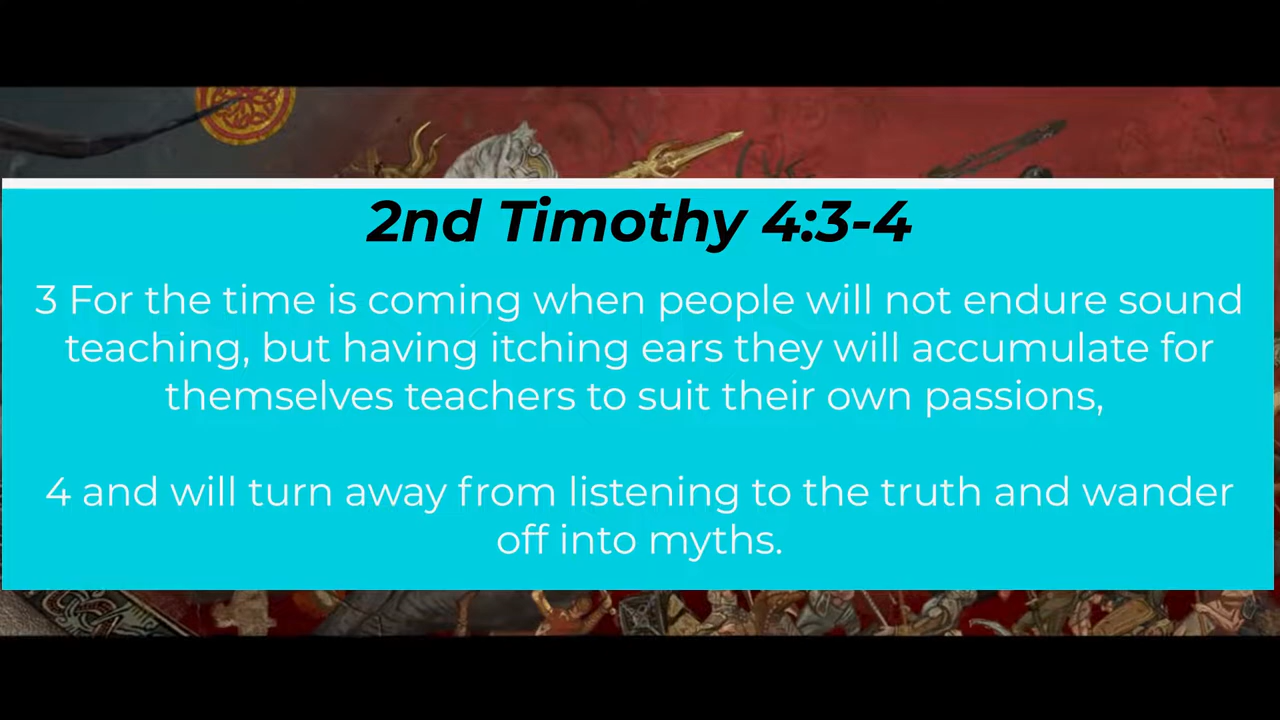 2nd Timothy 4:3-4
3 For the time is coming when people will not endure sound
teaching, but having itching ears they will accumulate for
themselves teachers to suit their own passions,
4 and will turn away from listening to the truth and wander
off into myths.